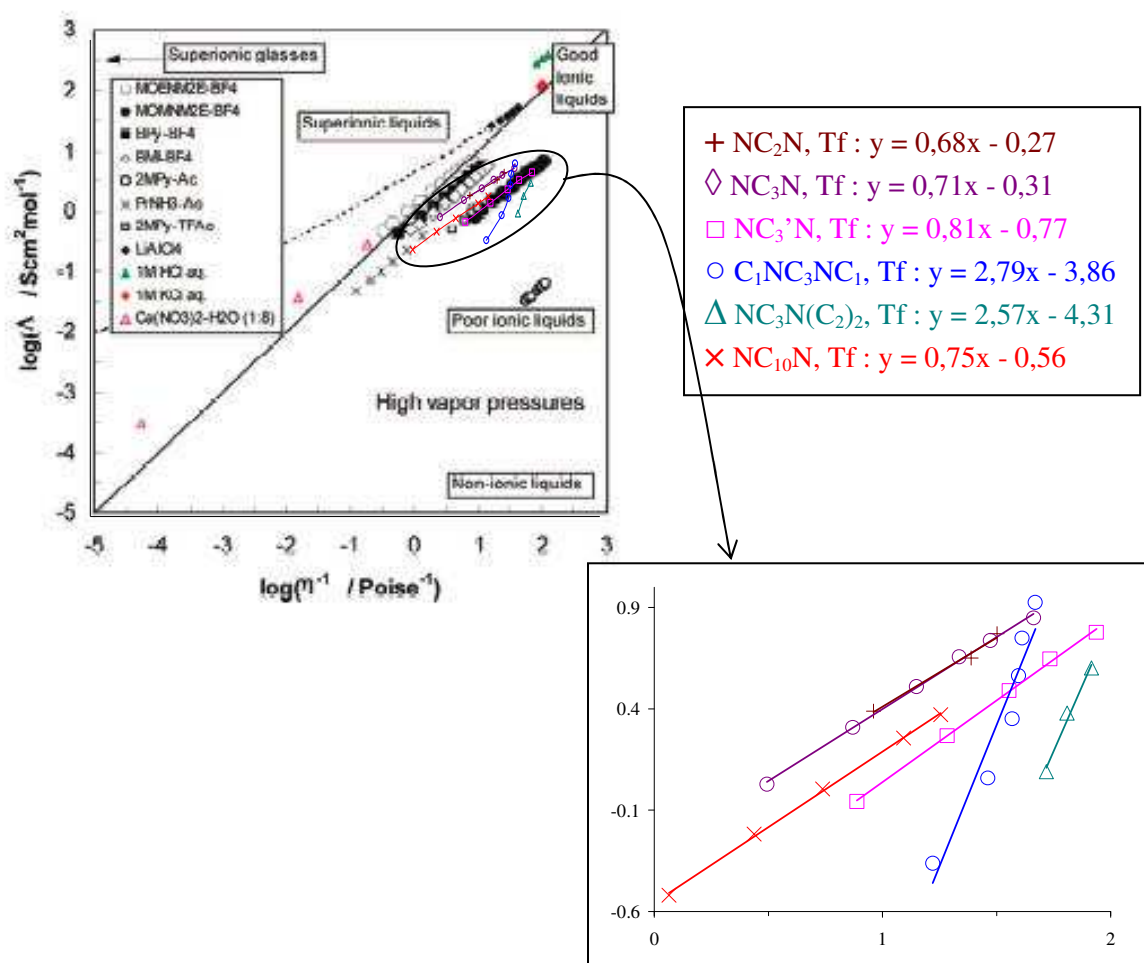 3
2
1
0
-1
-2
-3
-4
-5
log(Λ / Scm²mol⁻¹)
Superionic glasses
Good
ionic
liquids
MOENM2E-BF4
MOMNM2E-BF4
BPy-BF4
BMI-BF4
2MPy-Ac
PrNH3-Ac
2MPy-TFAc
LiAlCl4
1M HCl aq.
1M KCl aq.
Ca(NO3)2-H2O (1:8)
Superionic liquids
Poor ionic liquids
High vapor pressures
Non-ionic liquids
-5 -4 -3 -2 -1 0 1 2 3
log(η⁻¹ / Poise⁻¹)
+ NC₂N, Tf : y = 0,68x - 0,27
◊ NC₃N, Tf : y = 0,71x - 0,31
□ NC₃’N, Tf : y = 0,81x - 0,77
○ C₁NC₃NC₁, Tf : y = 2,79x - 3,86
△ NC₃N(C₂)₂, Tf : y = 2,57x - 4,31
× NC₁₀N, Tf : y = 0,75x - 0,56
0.9
0.4
-0.1
-0.6
0 1 2